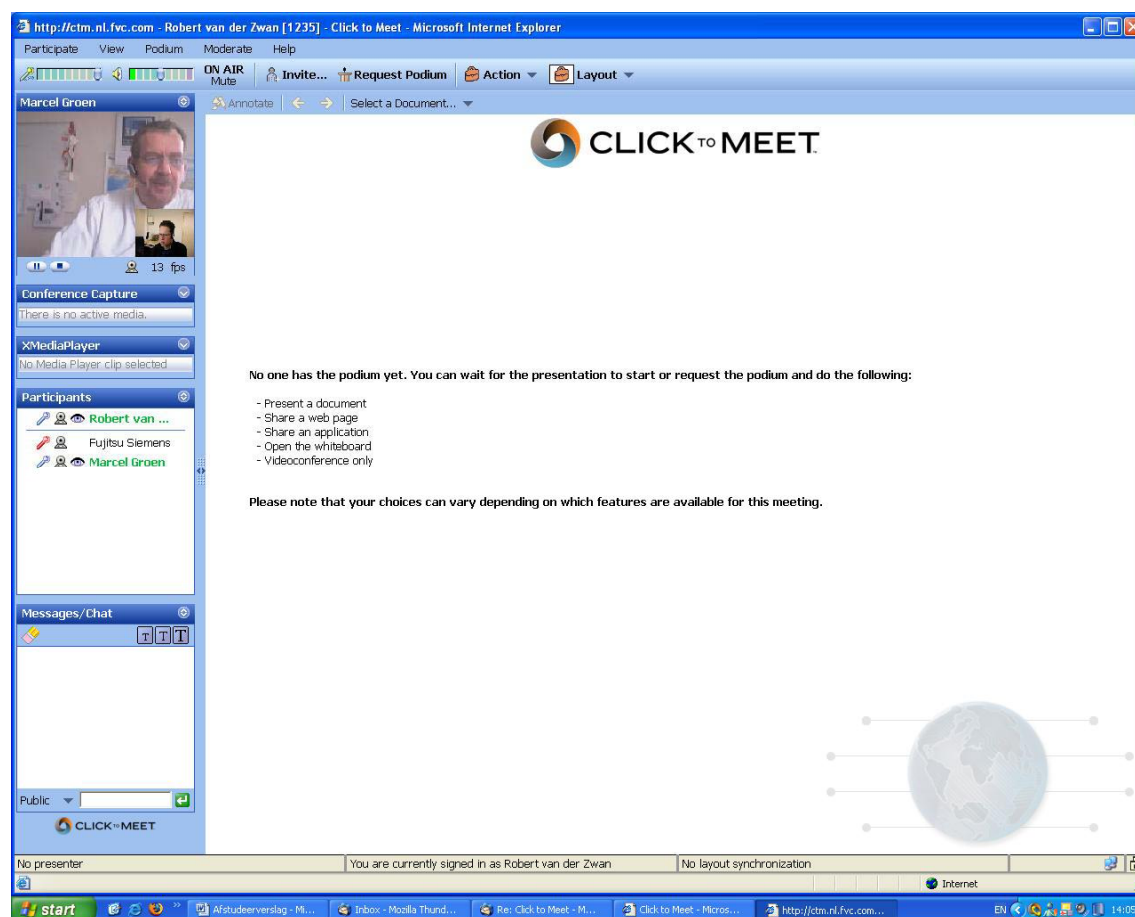 http://ctm.nl.fvc.com - Robert van der Zwan [1235] - Click to Meet - Microsoft Internet Explorer
Participate View Podium Moderate Help
ON AIR
Mute
Invite... Request Podium Action Layout
Marcel Groen
Annotate Select a Document...
CLICK TO MEET™
13 fps
Conference Capture
There is no active media.
XMediaPlayer
No Media Player clip selected
No one has the podium yet. You can wait for the presentation to start or request the podium and do the following:
Participants
- Present a document
Robert van ...
- Share a web page
- Share an application
Fujitsu Siemens
- Open the whiteboard
Marcel Groen
- Videoconference only
Please note that your choices can vary depending on which features are available for this meeting.
Messages/Chat
T T T
Public
CLICK TO MEET
No presenter You are currently signed in as Robert van der Zwan No layout synchronization
Internet
start Afstudeerverslag - Mi... Inbox - Mozilla Thund... Re: Click to Meet - M... Click to Meet - Micros... http://ctm.nl.fvc.com... EN 14:05